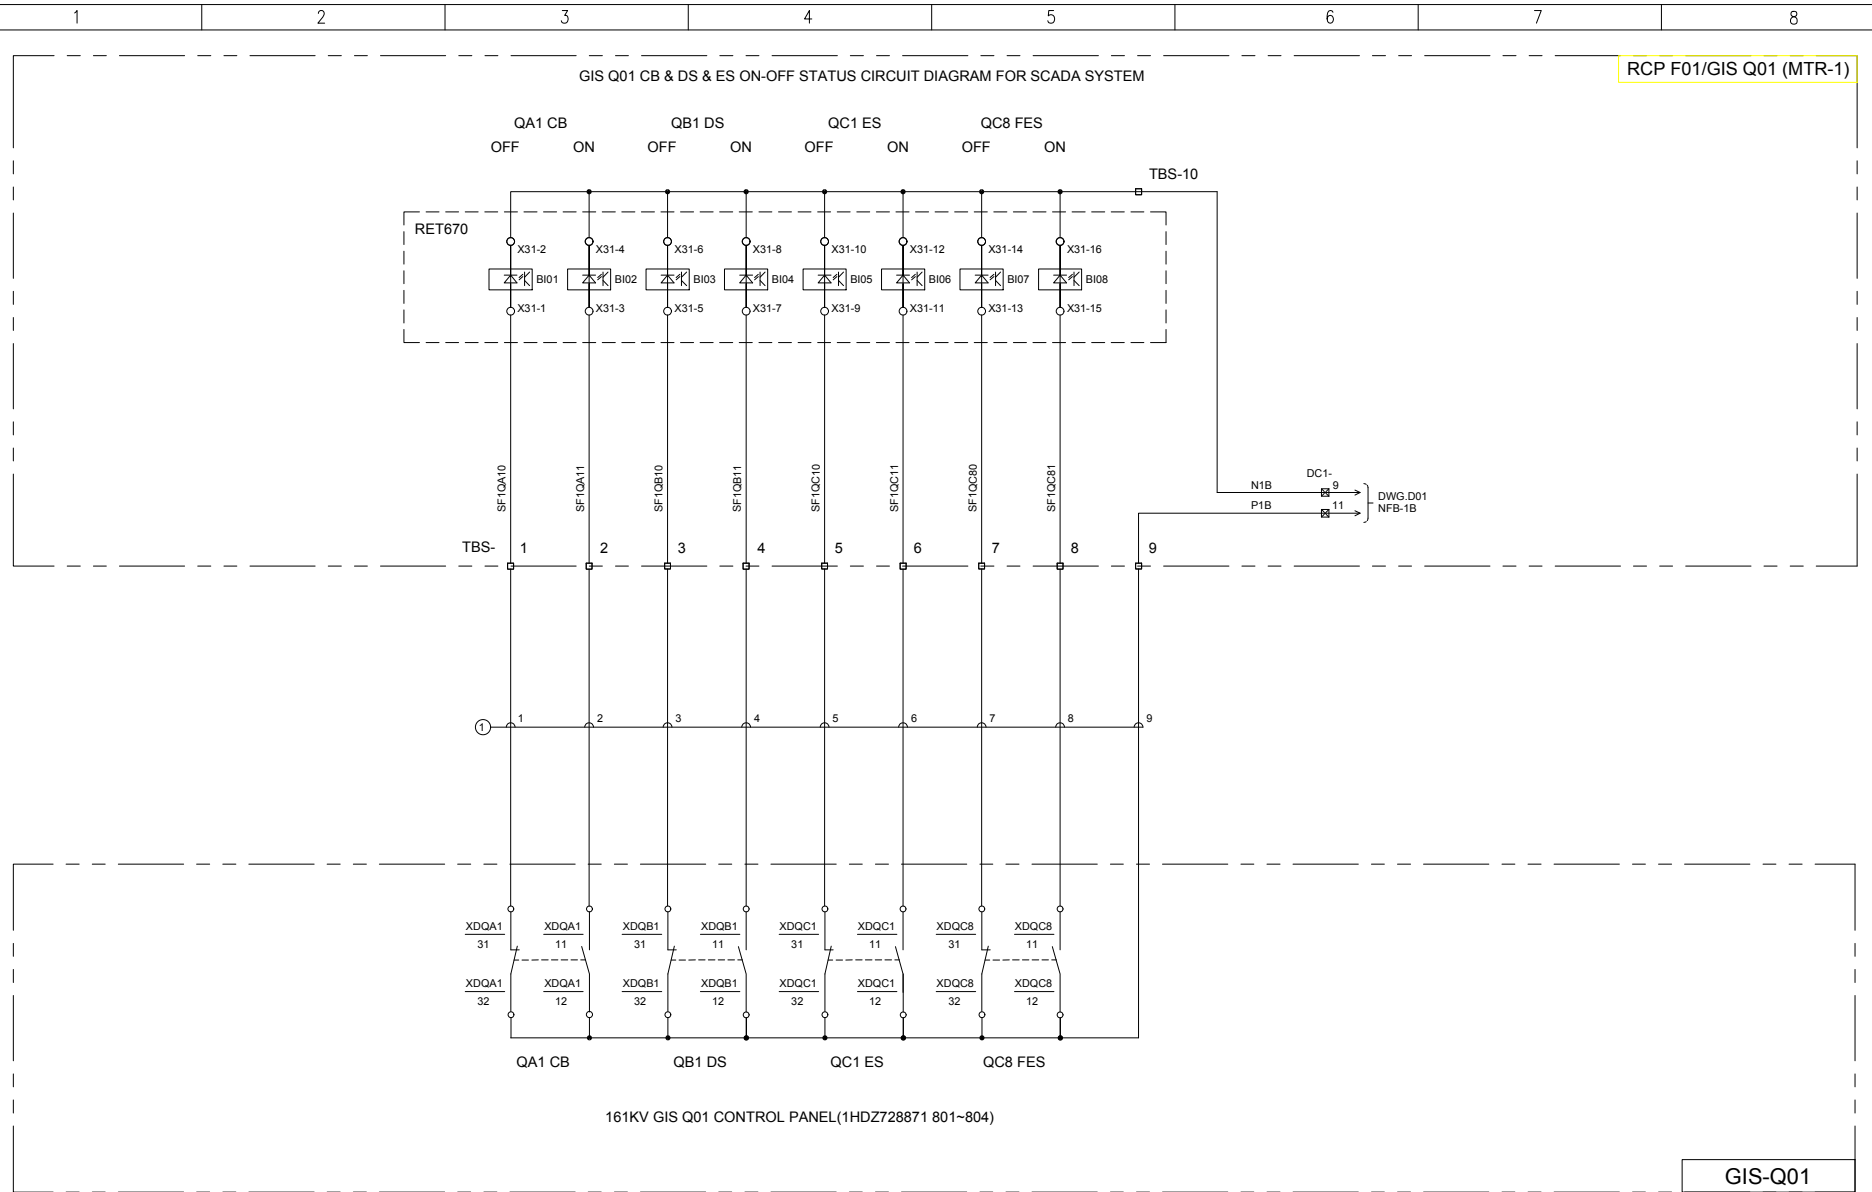 1 2 3 4 5 6 7 8
RCP F01/GIS Q01 (MTR-1)
GIS Q01 CB & DS & ES ON-OFF STATUS CIRCUIT DIAGRAM FOR SCADA SYSTEM
QA1 CB QB1 DS QC1 ES QC8 FES
OFF ON OFF ON OFF ON OFF ON
TBS-10
RET670
X31-2 X31-4 X31-6 X31-8 X31-10 X31-12 X31-14 X31-16
BI01 BI02 BI03 BI04 BI05 BI06 BI07 BI08
X31-1 X31-3 X31-5 X31-7 X31-9 X31-11 X31-13 X31-15
SF1QA10 SF1QA11 SF1QB10 SF1QB11 SF1QC10 SF1QC11 SF1QC80 SF1QC81
DC1-
N1B 9
P1B 11
DWG.D01
NFB-1B
TBS- 1 2 3 4 5 6 7 8 9
1 1 2 3 4 5 6 7 8 9
XDQA1 XDQA1 XDQB1 XDQB1 XDQC1 XDQC1 XDQC8 XDQC8
31 11 31 11 31 11 31 11
XDQA1 XDQA1 XDQB1 XDQB1 XDQC1 XDQC1 XDQC8 XDQC8
32 12 32 12 32 12 32 12
QA1 CB QB1 DS QC1 ES QC8 FES
161KV GIS Q01 CONTROL PANEL(1HDZ728871 801~804)
GIS-Q01